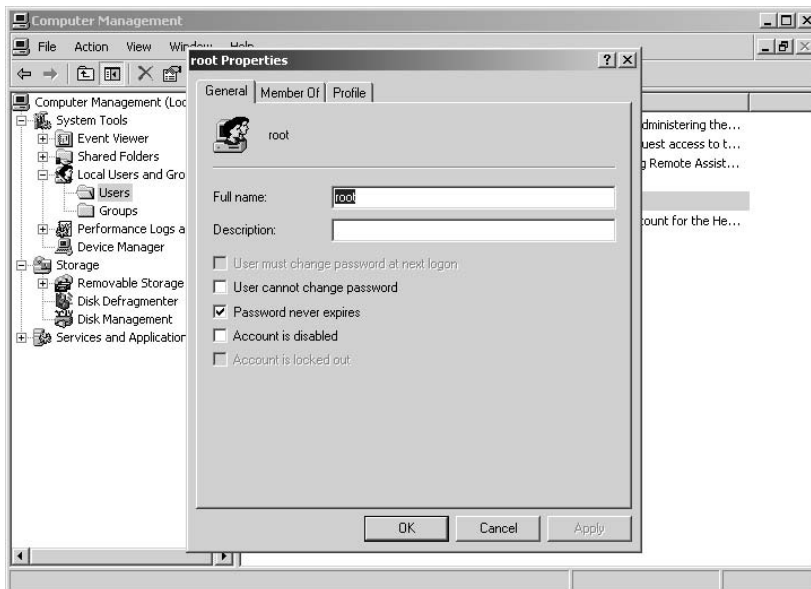 Computer Management
File Action View Window Help
root Properties
General Member Of Profile
root
Full name: root
Description:
User must change password at next logon
User cannot change password
Password never expires
Account is disabled
Account is locked out
OK Cancel Apply
Computer Management (Loc
System Tools
Event Viewer
Shared Folders
Local Users and Gro
Users
Groups
Performance Logs a
Device Manager
Storage
Removable Storage
Disk Defragmenter
Disk Management
Services and Application
dministering the...
uest access to t...
g Remote Assist...
ount for the He...